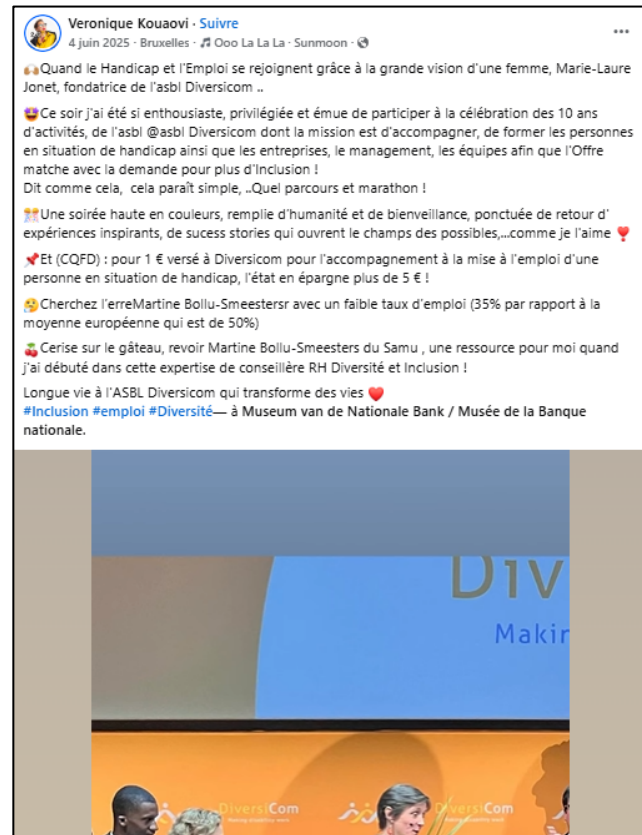 Veronique Kouaovi · Suivre
4 juin 2025 · Bruxelles · Ooo La La La · Sunmoon ·
Quand le Handicap et l'Emploi se rejoignent grâce à la grande vision d'une femme, Marie-Laure
Jonet, fondatrice de l'asbl Diversicom ..
Ce soir j'ai été si enthousiaste, privilégiée et émue de participer à la célébration des 10 ans
d'activités, de l'asbl @asbl Diversicom dont la mission est d'accompagner, de former les personnes
en situation de handicap ainsi que les entreprises, le management, les équipes afin que l'Offre
matche avec la demande pour plus d'Inclusion !
Dit comme cela, cela paraît simple, ..Quel parcours et marathon !
Une soirée haute en couleurs, remplie d'humanité et de bienveillance, ponctuée de retour d'
expériences inspirants, de sucess stories qui ouvrent le champs des possibles,...comme je l'aime
Et (CQFD) : pour 1 € versé à Diversicom pour l'accompagnement à la mise à l'emploi d'une
personne en situation de handicap, l'état en épargne plus de 5 € !
Cherchez l'erreMartine Bollu-Smeestersr avec un faible taux d'emploi (35% par rapport à la
moyenne européenne qui est de 50%)
Cerise sur le gâteau, revoir Martine Bollu-Smeesters du Samu , une ressource pour moi quand
j'ai débuté dans cette expertise de conseillère RH Diversité et Inclusion !
Longue vie à l'ASBL Diversicom qui transforme des vies
#Inclusion #emploi #Diversité— à Museum van de Nationale Bank / Musée de la Banque
nationale.
Div
Makin
DiversiCom
DiversiCom